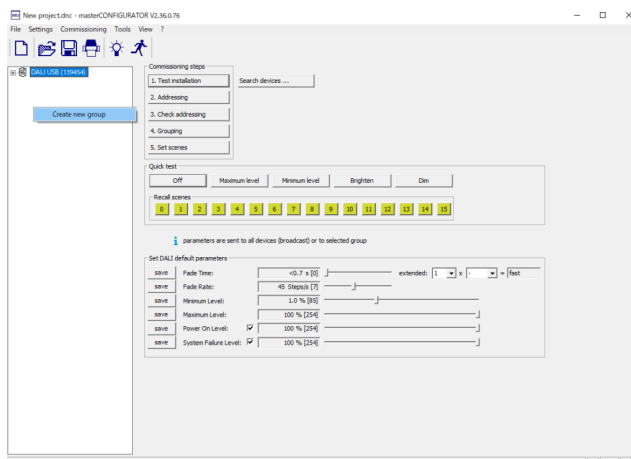 New project.dnc - masterCONFIGURATOR V2.36.0.76
File Settings Commissioning Tools View ?
DALI USB (139454)
Create new group
Commissioning steps
1. Test installation
Search devices ...
2. Addressing
3. Check addressing
4. Grouping
5. Set scenes
Quick test
Off Maximum level Minimum level Brighten Dim
Recall scenes
0 1 2 3 4 5 6 7 8 9 10 11 12 13 14 15
i parameters are sent to all devices (broadcast) or to selected group
Set DALI default parameters
save Fade Time: <0.7 s [0] extended: 1 x - = fast
save Fade Rate: 45 Steps/s [7]
save Minimum Level: 1.0 % [85]
save Maximum Level: 100 % [254]
save Power On Level: 100 % [254]
save System Failure Level: 100 % [254]